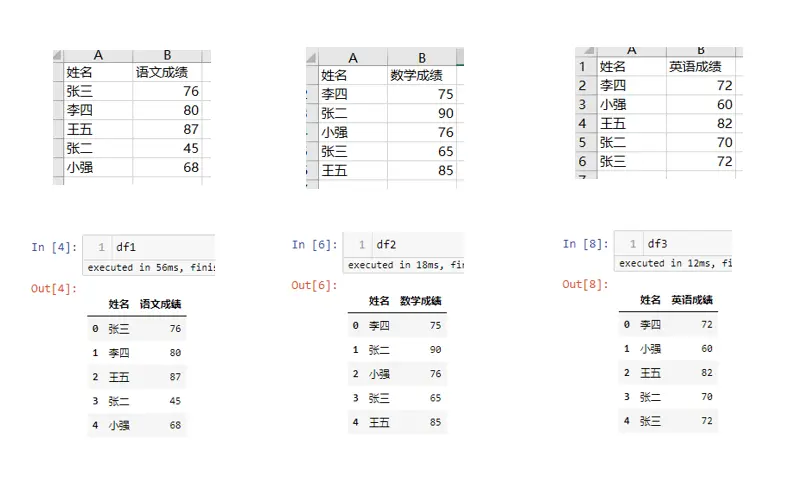 A B
姓名 语文成绩
张三 76
李四 80
王五 87
张二 45
小强 68
A B
姓名 数学成绩
李四 75
张二 90
小强 76
张三 65
王五 85
A B
1 姓名 英语成绩
2 李四 72
3 小强 60
4 王五 82
5 张二 70
6 张三 72
In [4]: 1 df1
executed in 56ms, finis
Out[4]:
姓名 语文成绩
0 张三 76
1 李四 80
2 王五 87
3 张二 45
4 小强 68
In [6]: 1 df2
executed in 18ms, fin
Out[6]:
姓名 数学成绩
0 李四 75
1 张二 90
2 小强 76
3 张三 65
4 王五 85
In [8]: 1 df3
executed in 12ms, fi
Out[8]:
姓名 英语成绩
0 李四 72
1 小强 60
2 王五 82
3 张二 70
4 张三 72